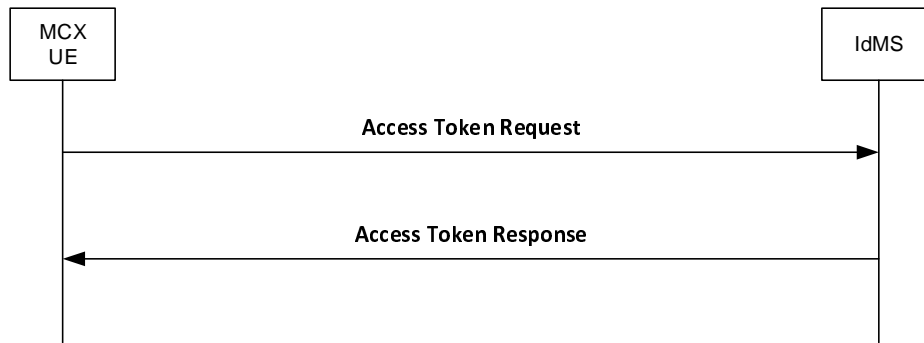 MCX
UE
IdMS
Access Token Request
Access Token Response